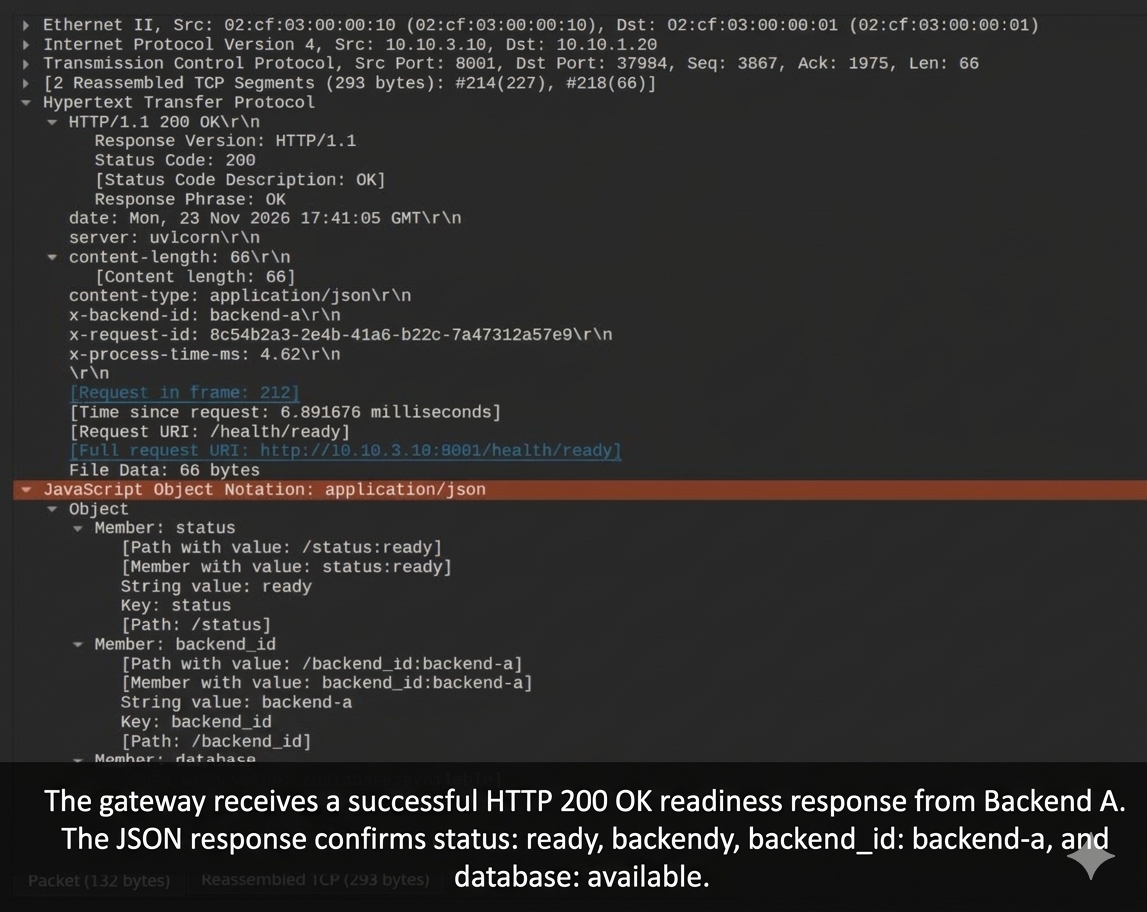 Ethernet II, Src: 02:cf:03:00:00:10 (02:cf:03:00:00:10), Dst: O2:cf:03:00:00:01 (02:cf:03:00:00:01)
Internet Protocol Version 4, Src: 10.10.3.10, Dst: 10.10.1.20
Transmission Control Protocol, Src Port: 8001, Dst Port: 37984, Seq: 3867, Ack: 1975, Len: 66
[2 Reassembled TCP Segments (293 bytes): #214(227), #218(66)]
Hypertext Transfer Protocol
HTTP/1.1 200 OK\r\n
Response Version: HTTP/1.1
Status Code: 200
[Status Code Description: OK]
Response Phrase: OK
date: Mon, 23 Nov 2026 17:41:05 GMT\r\n
server: uvlcorn\r\n
content-length: 66\r\n
[Content length: 66]
content-type: application/json\r\n
x-backend-id: backend-a\r\n
x-request-id: 8c54b2a3-2e4b-41a6-b22c-7a47312a57e9\r\n
x-process-time-ms: 4.62\r\n
\r\n
[Request in frame: 212]
[Time since request: 6.891676 milliseconds]
[Request URI: /health/ready]
[Full request URI: http://10.10.3.10:8001/health/ready]
File Data: 66 bytes
JavaScript Object Notation: application/json
Object
Member: status
[Path with value: /status:ready]
[Member with value: status:ready]
String value: ready
Key: status
[Path: /status]
Member: backend_id
[Path with value: /backend_id:backend-a]
[Member with value: backend_id:backend-a]
String value: backend-a
Key: backend_id
[Path: /backend_id]
Member: database
The gateway receives a successful HTTP 200 OK readiness response from Backend A.
The JSON response confirms status: ready, backendy, backend_id: backend-a, and
database: available.
Packet (132 bytes) Reassembled TCP (293 bytes)